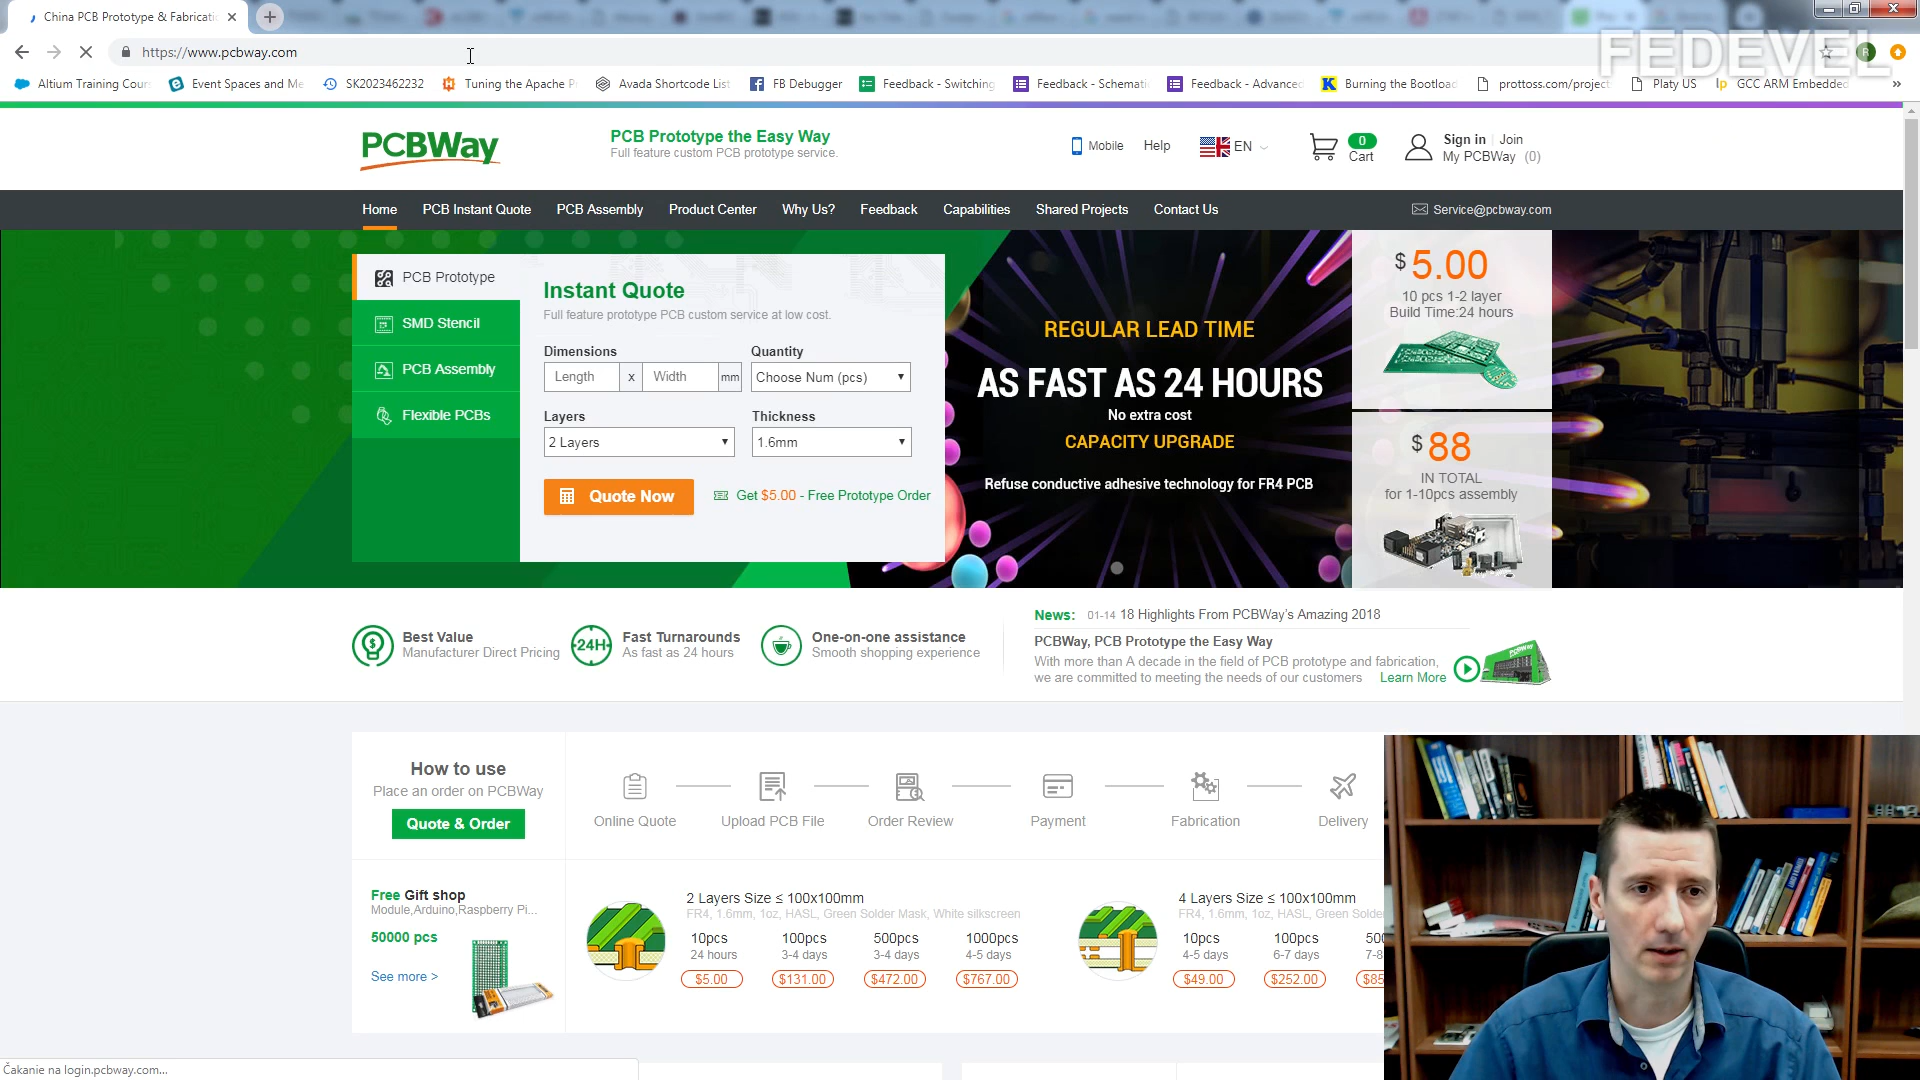 China PCB Prototype & Fabricati
https://www.pcbway.com
FEDEVEL
Altium Training Cour
Event Spaces and Me
SK2023462232
Tuning the Apache P
Avada Shortcode List
FB Debugger
Feedback - Switching
Feedback - Schemati
Feedback - Advanced
Burning the Bootload
prottoss.com/project
Platy US
GCC ARM Embedded
PCBWay
PCB Prototype the Easy Way
Full feature custom PCB prototype service.
Mobile
Help
EN
0
Cart
Sign in
Join
My PCBWay (0)
Home
PCB Instant Quote
PCB Assembly
Product Center
Why Us?
Feedback
Capabilities
Shared Projects
Contact Us
Service@pcbway.com
PCB Prototype
SMD Stencil
PCB Assembly
Flexible PCBs
Instant Quote
Full feature prototype PCB custom service at low cost.
Dimensions
Quantity
Length x Width mm
Choose Num (pcs)
Layers
Thickness
2 Layers
1.6mm
Quote Now
Get $5.00 - Free Prototype Order
REGULAR LEAD TIME
AS FAST AS 24 HOURS
No extra cost
CAPACITY UPGRADE
Refuse conductive adhesive technology for FR4 PCB
$5.00
10 pcs 1-2 layer
Build Time:24 hours
$88
IN TOTAL
for 1-10pcs assembly
Best Value
Manufacturer Direct Pricing
24H
Fast Turnarounds
As fast as 24 hours
One-on-one assistance
Smooth shopping experience
News: 01-14 18 Highlights From PCBWay's Amazing 2018
PCBWay, PCB Prototype the Easy Way
With more than A decade in the field of PCB prototype and fabrication,
we are committed to meeting the needs of our customers Learn More
How to use
Place an order on PCBWay
Quote & Order
Online Quote
Upload PCB File
Order Review
Payment
Fabrication
Delivery
Free Gift shop
Module,Arduino,Raspberry Pi...
50000 pcs
See more >
2 Layers Size ≤ 100x100mm
FR4, 1.6mm, 1oz, HASL, Green Solder Mask, White silkscreen
10pcs 100pcs 500pcs 1000pcs
24 hours 3-4 days 3-4 days 4-5 days
$5.00 $131.00 $472.00 $767.00
4 Layers Size ≤ 100x100mm
FR4, 1.6mm, 1oz, HASL, Green Solde
10pcs 100pcs 500
4-5 days 6-7 days 7-8
$49.00 $252.00 $85
Čakanie na login.pcbway.com...